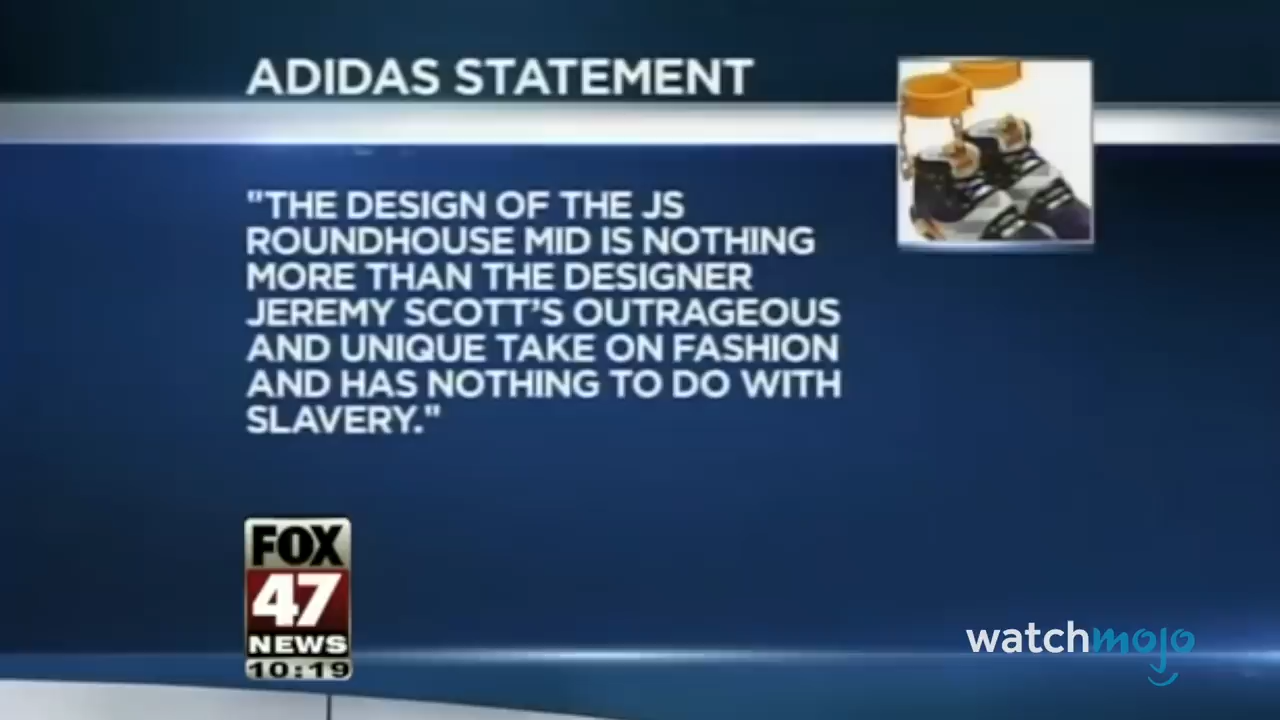 ADIDAS STATEMENT
"THE DESIGN OF THE JS
ROUNDHOUSE MID IS NOTHING
MORE THAN THE DESIGNER
JEREMY SCOTT'S OUTRAGEOUS
AND UNIQUE TAKE ON FASHION
AND HAS NOTHING TO DO WITH
SLAVERY."
FOX
47
NEWS
10:19
watchmojo